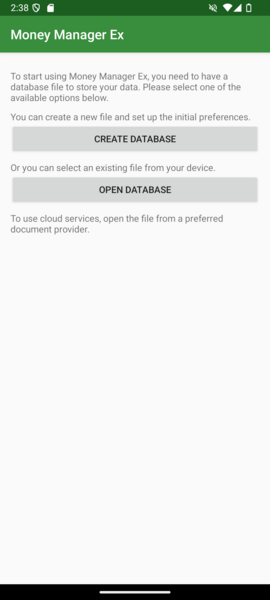 2:38
Money Manager Ex
To start using Money Manager Ex, you need to have a
database file to store your data. Please select one of the
available options below.
You can create a new file and set up the initial preferences.
CREATE DATABASE
Or you can select an existing file from your device.
OPEN DATABASE
To use cloud services, open the file from a preferred
document provider.